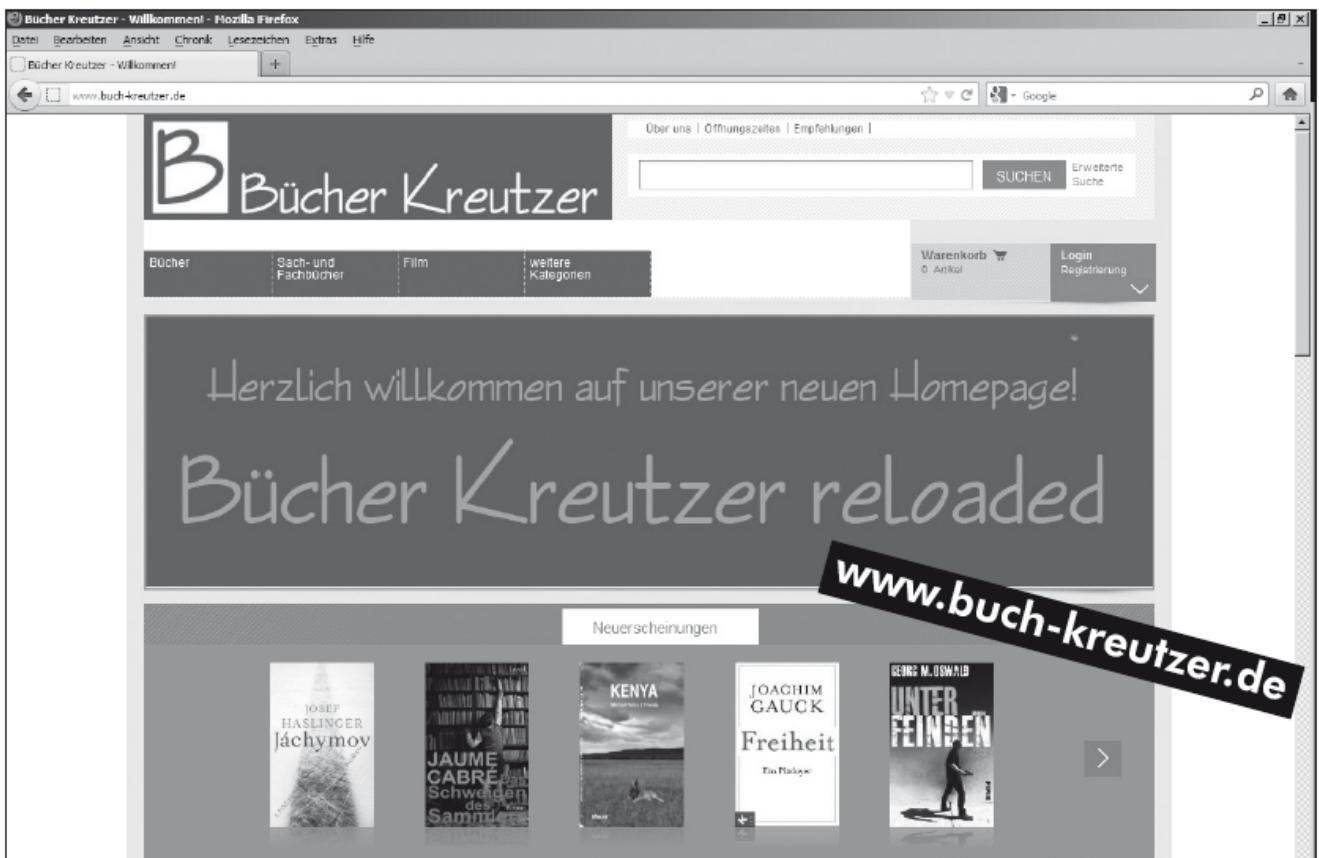 Bücher Kreutzer - Willkommen! - Mozilla Firefox
Datei Bearbeiten Ansicht Chronik Lesezeichen Extras Hilfe
Bücher Kreutzer - Willkommen!
www.buch-kreutzer.de
Google
Über uns | Öffnungszeiten | Empfehlungen |
B Bücher Kreutzer
SUCHEN
Erweiterte
Suche
Bücher
Sach- und
Fachbücher
Film
weitere
Kategorien
Warenkorb
0 Artikel
Login
Registrierung
Herzlich willkommen auf unserer neuen Homepage!
Bücher Kreutzer reloaded
www.buch-kreutzer.de
Neuerscheinungen
JOSEF
HASLINGER
Jáchymov
JAUME
CABRÉ Das
Schweigen
des
Sammlers
KENYA
JOACHIM
GAUCK
Freiheit
Ein Plädoyer
GEORG M. OSWALD
UNTER
FEINDEN